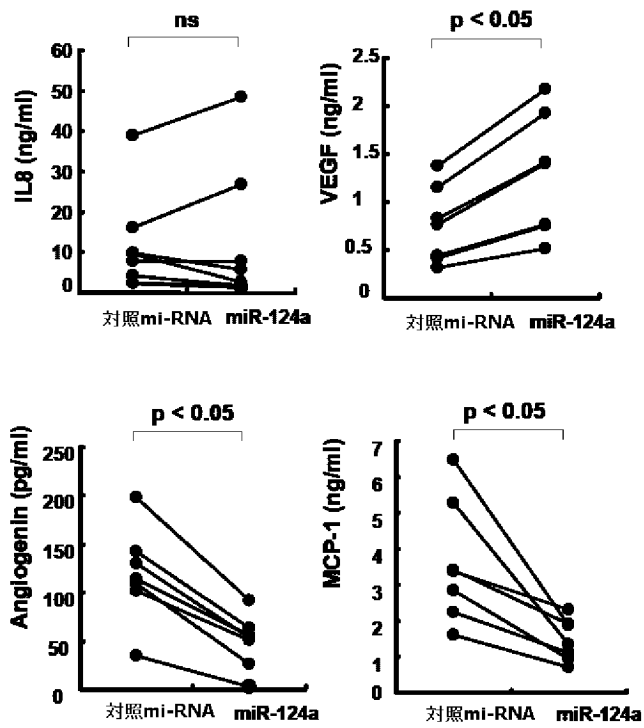 ns
60
50
40
30
20
10
0
IL8 (ng/ml)
対照mi-RNA miR-124a
p < 0.05
2.5
2
1.5
1
0.5
0
VEGF (ng/ml)
対照mi-RNA miR-124a
p < 0.05
250
200
150
100
50
0
Angiogenin (pg/ml)
対照mi-RNA miR-124a
p < 0.05
7
6
5
4
3
2
1
0
MCP-1 (ng/ml)
対照mi-RNA miR-124a